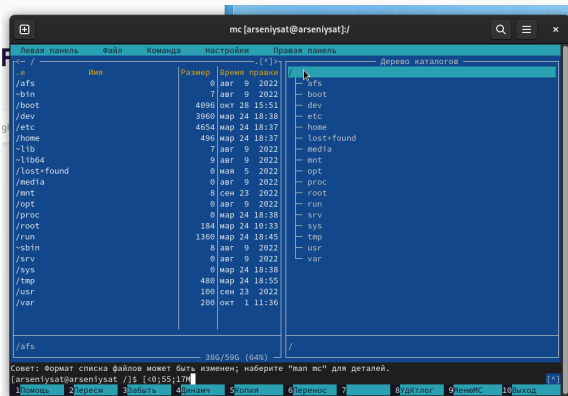 mc [arseniysat@arseniysat]:/
Левая панель Файл Команда Настройки Правая панель
<— / .[^]>
Дерево каталогов
.и Имя Размер Время правки
/afs 0 авг 9 2022
~bin 7 авг 9 2022
/boot 4096 окт 28 15:51
/dev 3960 мар 24 18:38
/etc 4654 мар 24 18:37
/home 496 мар 24 18:37
~lib 7 авг 9 2022
~lib64 9 авг 9 2022
/lost+found 0 мая 5 2022
/media 0 авг 9 2022
/mnt 8 сен 23 2022
/opt 0 авг 9 2022
/proc 0 мар 24 18:38
/root 184 мар 24 10:33
/run 1360 мар 24 18:45
~sbin 8 авг 9 2022
/srv 0 авг 9 2022
/sys 0 мар 24 18:38
/tmp 480 мар 24 18:55
/usr 100 сен 23 2022
/var 200 окт 1 11:36
/afs
38G/59G (64%)
/
afs
boot
dev
etc
home
lost+found
media
mnt
opt
proc
root
run
srv
sys
tmp
usr
var
/
Совет: Формат списка файлов может быть изменен; наберите "man mc" для деталей.
[arseniysat@arseniysat /]$ [<0;55;17M [^]
1Помощь 2Пересм 3Забыть 4Динамч 5Копия 6Перенос 7 8УдКтлог 9МенюМС 10Выход